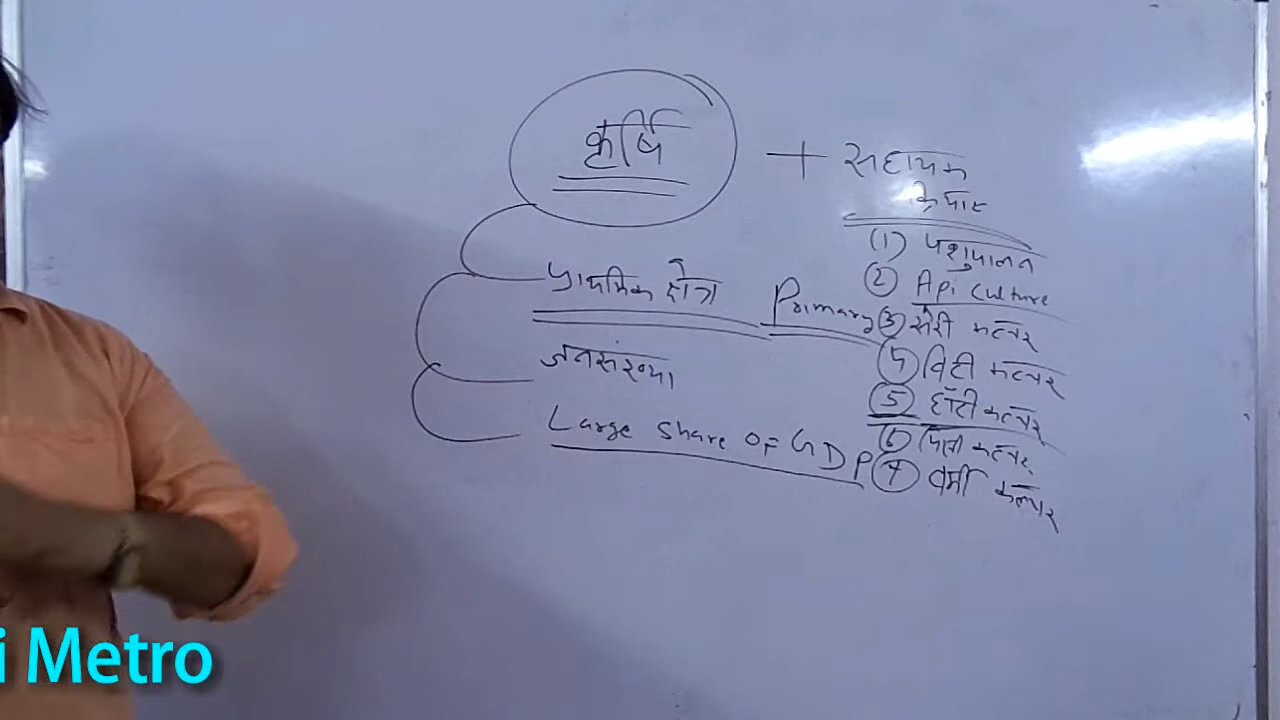 कृर्षि
+ सहायक
क्रियाए
प्राथमिक क्षेत्र Primary
जनसंख्या
Large Share OF GDP
(1) पशुपालन
(2) Api Culture
(3) सेरी कल्चर
(4) विटी कल्चर
(5) हॉर्टी कल्चर
(6) कल्चर
(7) वर्मी कल्चर
i Metro